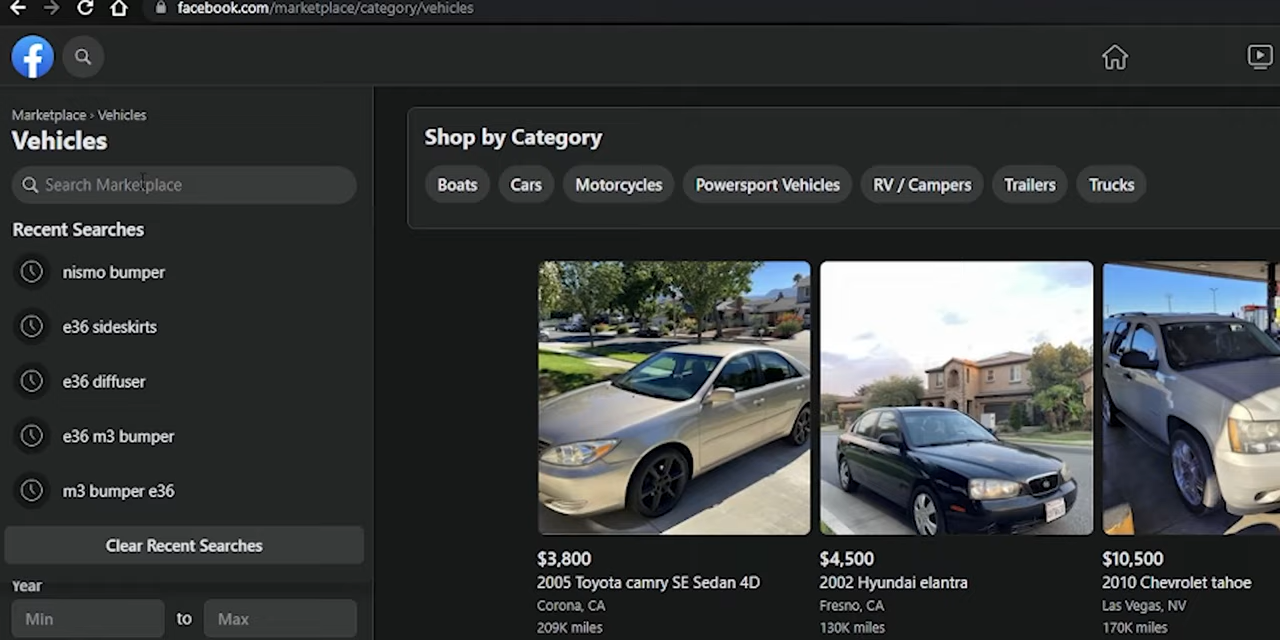 facebook.com/marketplace/category/vehicles
Marketplace › Vehicles
Vehicles
Search Marketplace
Recent Searches
nismo bumper
e36 sideskirts
e36 diffuser
e36 m3 bumper
m3 bumper e36
Clear Recent Searches
Year
Min to Max
Shop by Category
Boats Cars Motorcycles Powersport Vehicles RV / Campers Trailers Trucks
$3,800
2005 Toyota camry SE Sedan 4D
Corona, CA
209K miles
$4,500
2002 Hyundai elantra
Fresno, CA
130K miles
$10,500
2010 Chevrolet tahoe
Las Vegas, NV
170K miles